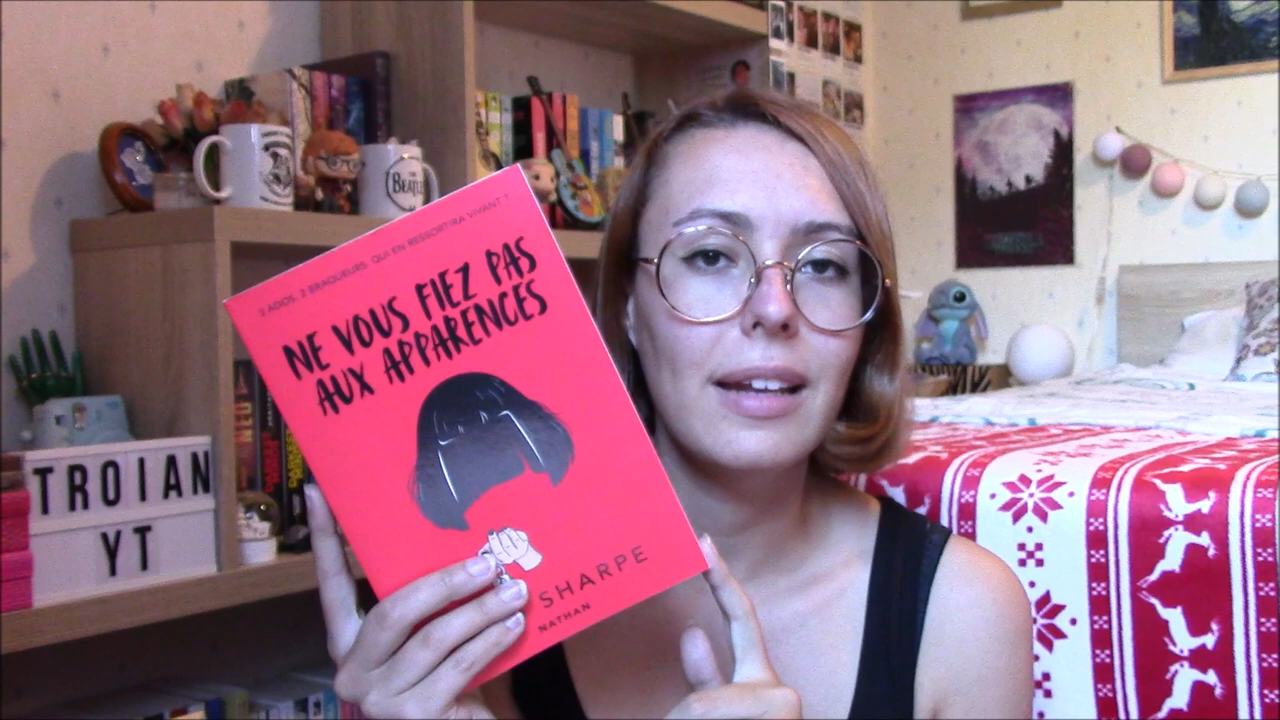 2 ADOS. 2 BRAQUEURS. QUI EN RESSORTIRA VIVANT ?
NE VOUS FIEZ PAS
AUX APPARENCES
SHARPE
NATHAN
THE
BEATLES
TROIAN
YT